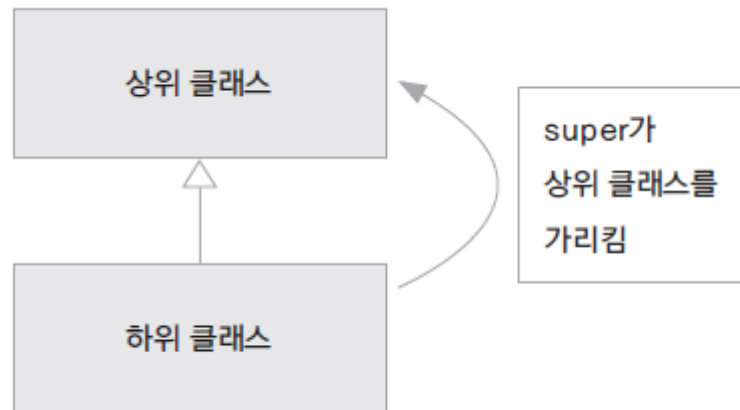 상위 클래스
super가
상위 클래스를
가리킴
하위 클래스